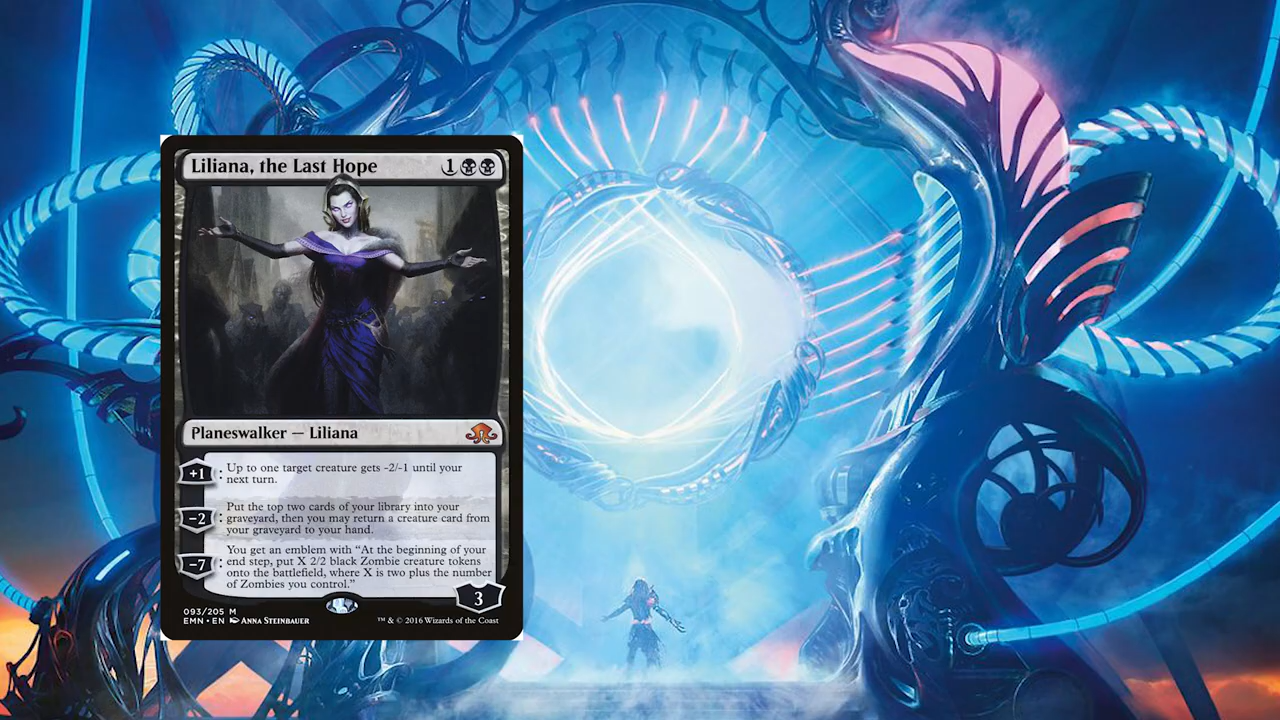 Liliana, the Last Hope 1
Planeswalker — Liliana
+1 : Up to one target creature gets -2/-1 until your
next turn.
−2 : Put the top two cards of your library into your
graveyard, then you may return a creature card from
your graveyard to your hand.
−7 : You get an emblem with “At the beginning of your
end step, put X 2/2 black Zombie creature tokens
onto the battlefield, where X is two plus the number
of Zombies you control.”
3
093/205 M
EMN • EN Anna Steinbauer ™ & © 2016 Wizards of the Coast